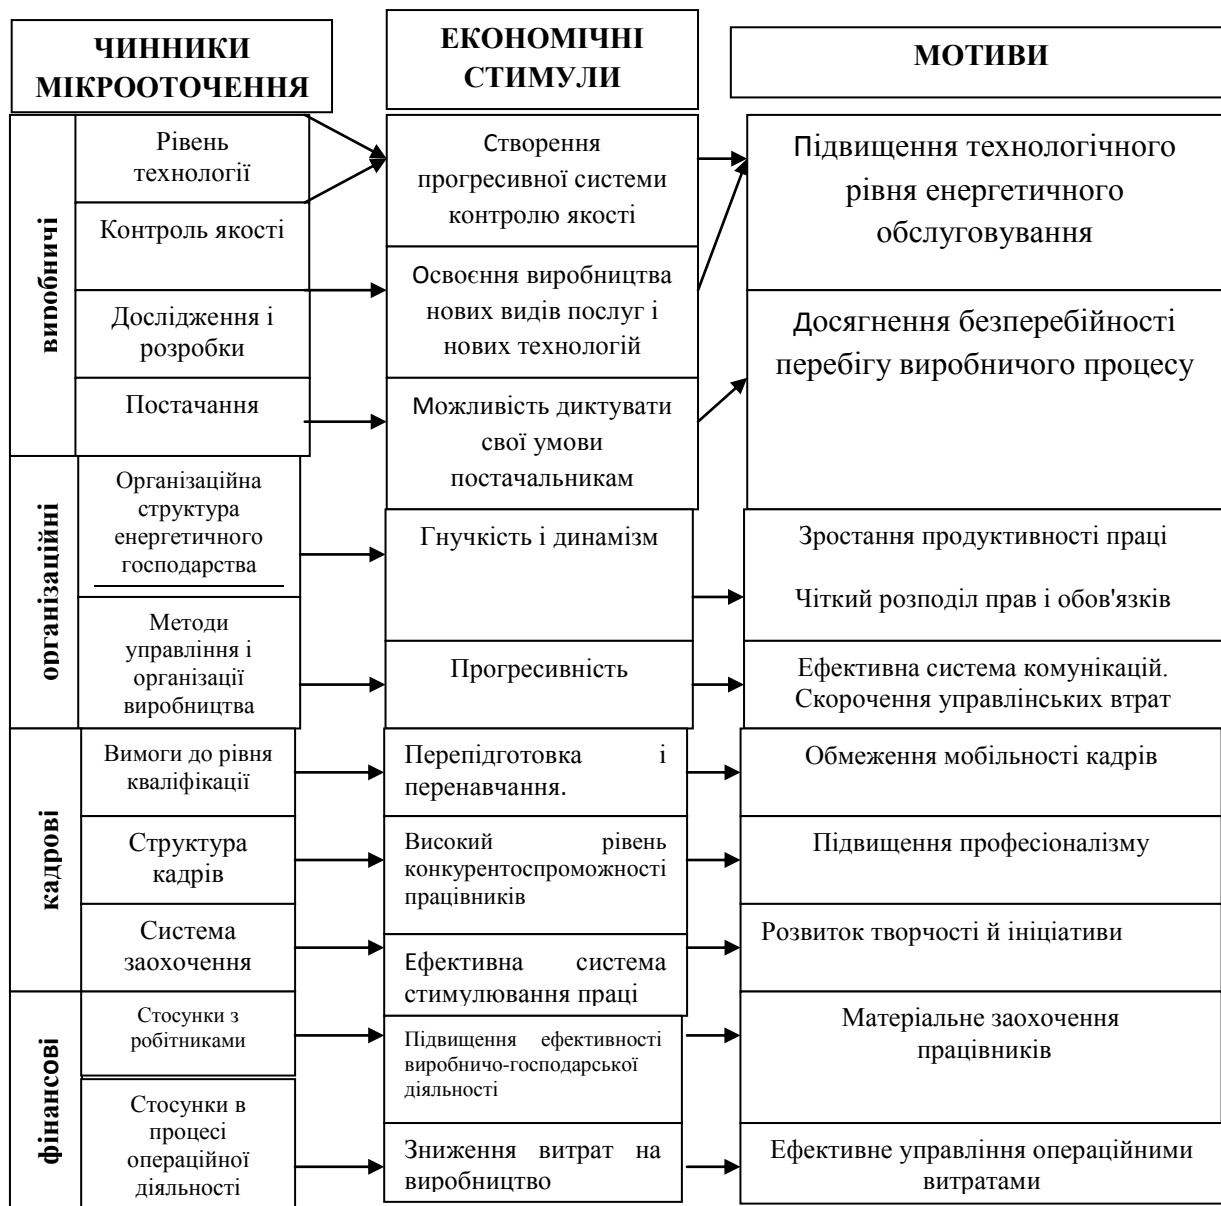 ЧИННИКИ
МІКРООТОЧЕННЯ
ЕКОНОМІЧНІ
СТИМУЛИ
МОТИВИ
виробничі
Рівень
технології
Контроль якості
Дослідження і
розробки
Постачання
Створення
прогресивної системи
контролю якості
Освоєння виробництва
нових видів послуг і
нових технологій
Можливість диктувати
свої умови
постачальникам
Підвищення технологічного
рівня енергетичного
обслуговування
Досягнення безперебійності
перебігу виробничого процесу
організаційні
Організаційна
структура
енергетичного
господарства
Методи
управління і
організації
виробництва
Гнучкість і динамізм
Прогресивність
Зростання продуктивності праці
Чіткий розподіл прав і обов'язків
Ефективна система комунікацій.
Скорочення управлінських втрат
кадрові
Вимоги до рівня
кваліфікації
Структура
кадрів
Система
заохочення
Перепідготовка і
перенавчання.
Високий рівень
конкурентоспроможності
працівників
Ефективна система
стимулювання праці
Обмеження мобільності кадрів
Підвищення професіоналізму
Розвиток творчості й ініціативи
фінансові
Стосунки з
робітниками
Стосунки в
процесі
операційної
діяльності
Підвищення ефективності
виробничо-господарської
діяльності
Зниження витрат на
виробництво
Матеріальне заохочення
працівників
Ефективне управління операційними
витратами